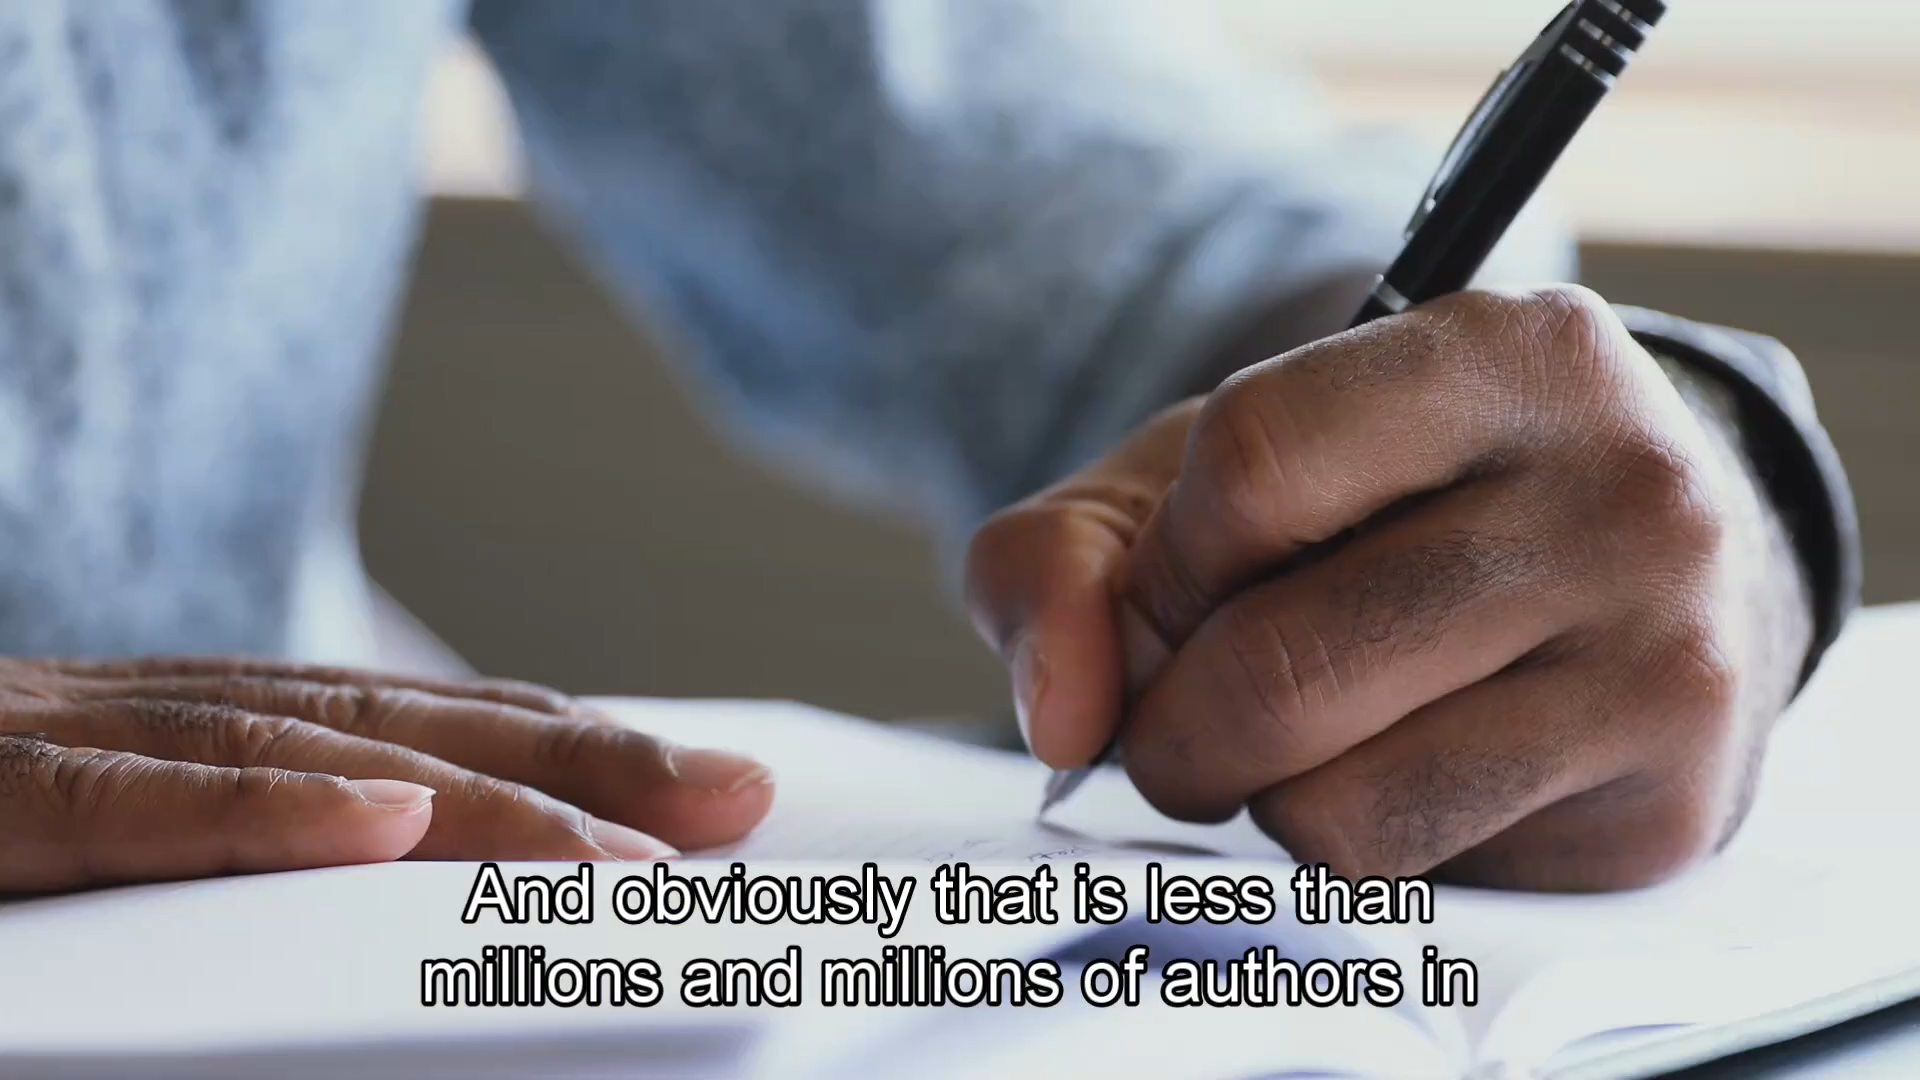 And obviously that is less than
millions and millions of authors in